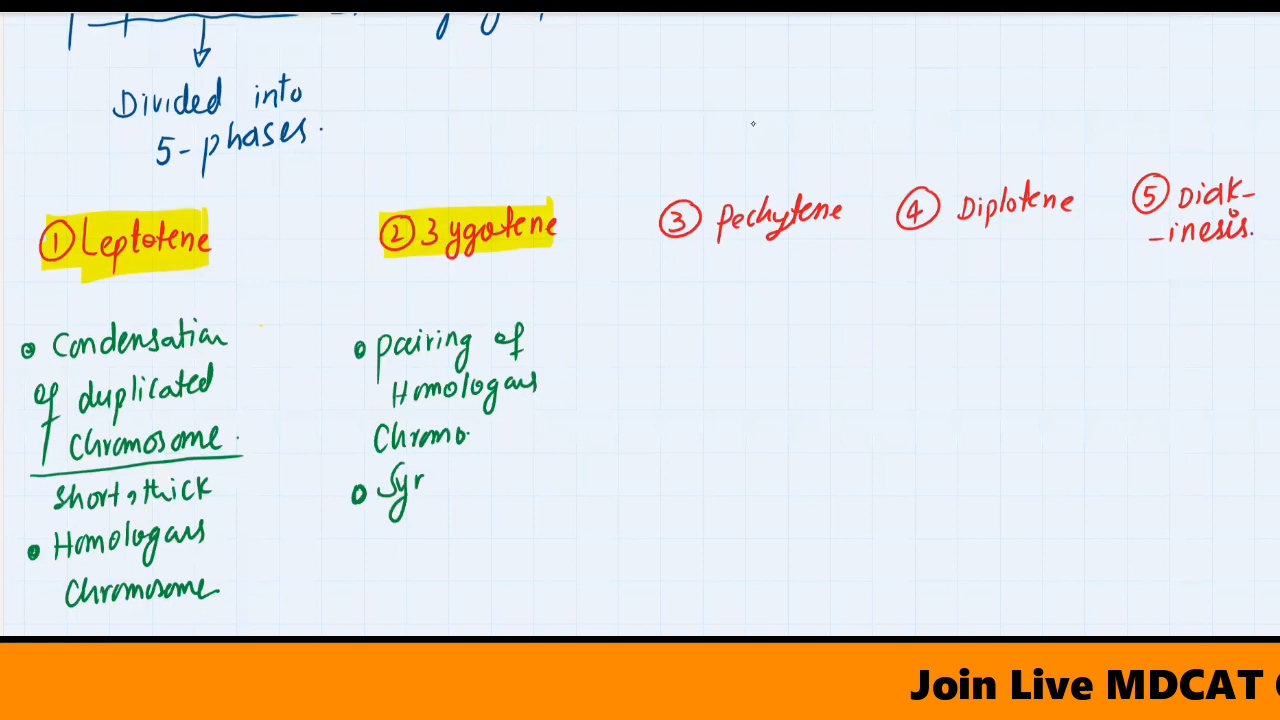 Divided into
5-phases.
① Leptotene
② Zygotene
③ Pechytene
④ Diplotene
⑤ Diak-
-inesis.
• Condensation
of duplicated
Chromosome.
short, thick
• Homologous
Chromosome
• pairing of
Homologous
Chromo.
• Syr
Join Live MDCAT